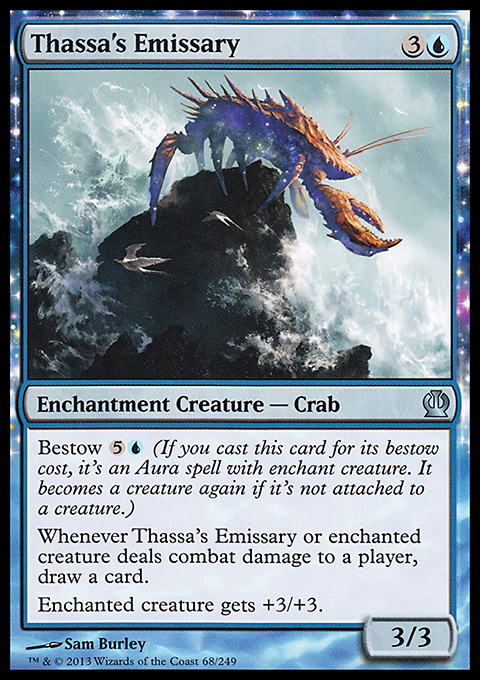 Thassa's Emissary 3
Enchantment Creature — Crab
Bestow 5 (If you cast this card for its bestow
cost, it's an Aura spell with enchant creature. It
becomes a creature again if it's not attached to
a creature.)
Whenever Thassa's Emissary or enchanted
creature deals combat damage to a player,
draw a card.
Enchanted creature gets +3/+3.
3/3
Sam Burley
™ & © 2013 Wizards of the Coast 68/249